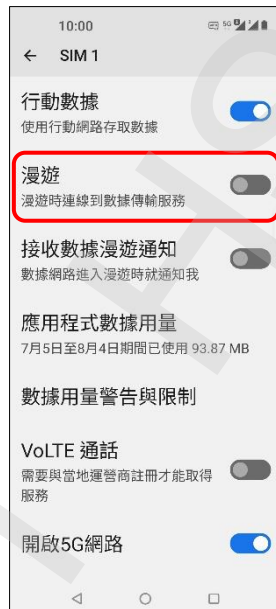 10:00
5G
← SIM 1
行動數據
使用行動網路存取數據
漫遊
漫遊時連線到數據傳輸服務
接收數據漫遊通知
數據網路進入漫遊時就通知我
應用程式數據用量
7月5日至8月4日期間已使用 93.87 MB
數據用量警告與限制
VoLTE 通話
需要與當地運營商註冊才能取得
服務
開啟5G網路